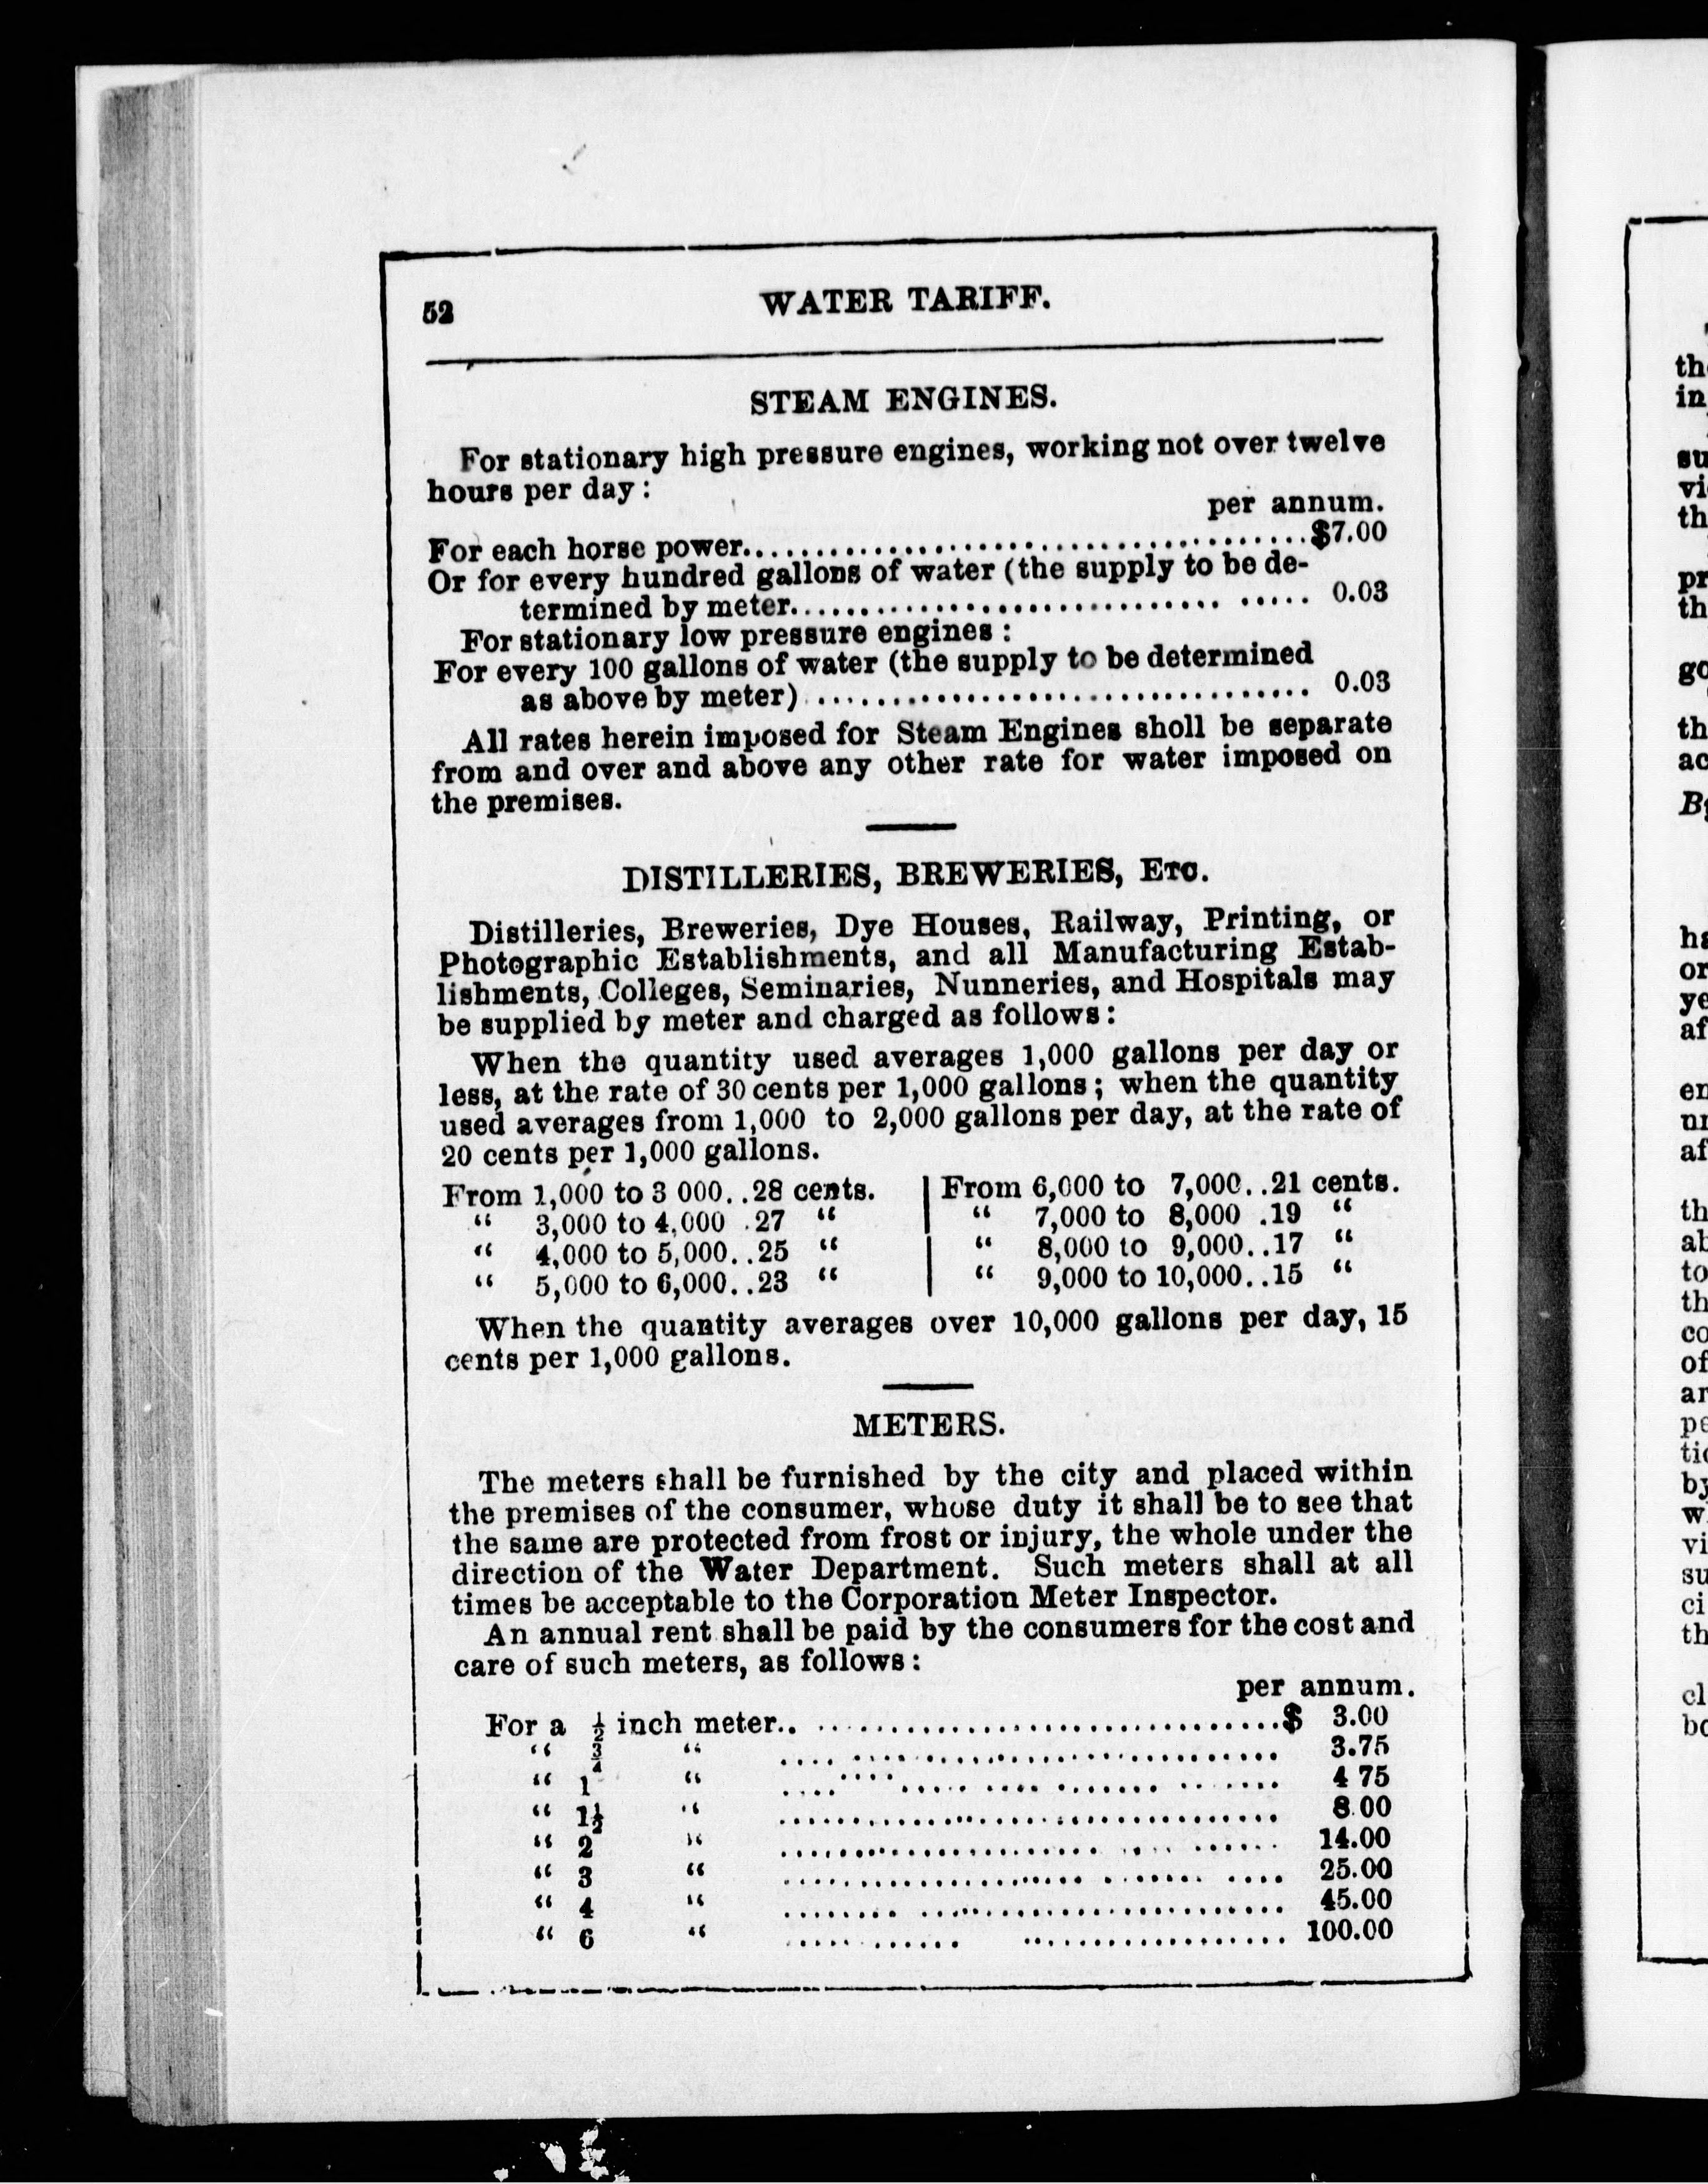 52 WATER TARIFF.
STEAM ENGINES.
For stationary high pressure engines, working not over twelve
hours per day :
per annum.
For each horse power........................................$7.00
Or for every hundred gallons of water (the supply to be de-
termined by meter.................................... 0.03
For stationary low pressure engines :
For every 100 gallons of water (the supply to be determined
as above by meter) ................................... 0.03
All rates herein imposed for Steam Engines sholl be separate
from and over and above any other rate for water imposed on
the premises.
DISTILLERIES, BREWERIES, ETC.
Distilleries, Breweries, Dye Houses, Railway, Printing, or
Photographic Establishments, and all Manufacturing Estab-
lishments, Colleges, Seminaries, Nunneries, and Hospitals may
be supplied by meter and charged as follows :
When the quantity used averages 1,000 gallons per day or
less, at the rate of 30 cents per 1,000 gallons ; when the quantity
used averages from 1,000 to 2,000 gallons per day, at the rate of
20 cents per 1,000 gallons.
From 1,000 to 3 000. .28 cents. | From 6,000 to 7,000. .21 cents.
“ 3,000 to 4,000 .27 “ | “ 7,000 to 8,000 .19 “
“ 4,000 to 5,000. .25 “ | “ 8,000 to 9,000. .17 “
“ 5,000 to 6,000. .23 “ | “ 9,000 to 10,000. .15 “
When the quantity averages over 10,000 gallons per day, 15
cents per 1,000 gallons.
METERS.
The meters shall be furnished by the city and placed within
the premises of the consumer, whose duty it shall be to see that
the same are protected from frost or injury, the whole under the
direction of the Water Department. Such meters shall at all
times be acceptable to the Corporation Meter Inspector.
An annual rent shall be paid by the consumers for the cost and
care of such meters, as follows :
per annum.
For a ½ inch meter.. .................................$ 3.00
“ ¾ “ .................................. 3.75
“ 1 “ .................................. 4 75
“ 1½ “ .................................. 8.00
“ 2 “ .................................. 14.00
“ 3 “ .................................. 25.00
“ 4 “ .................................. 45.00
“ 6 “ .................................. 100.00